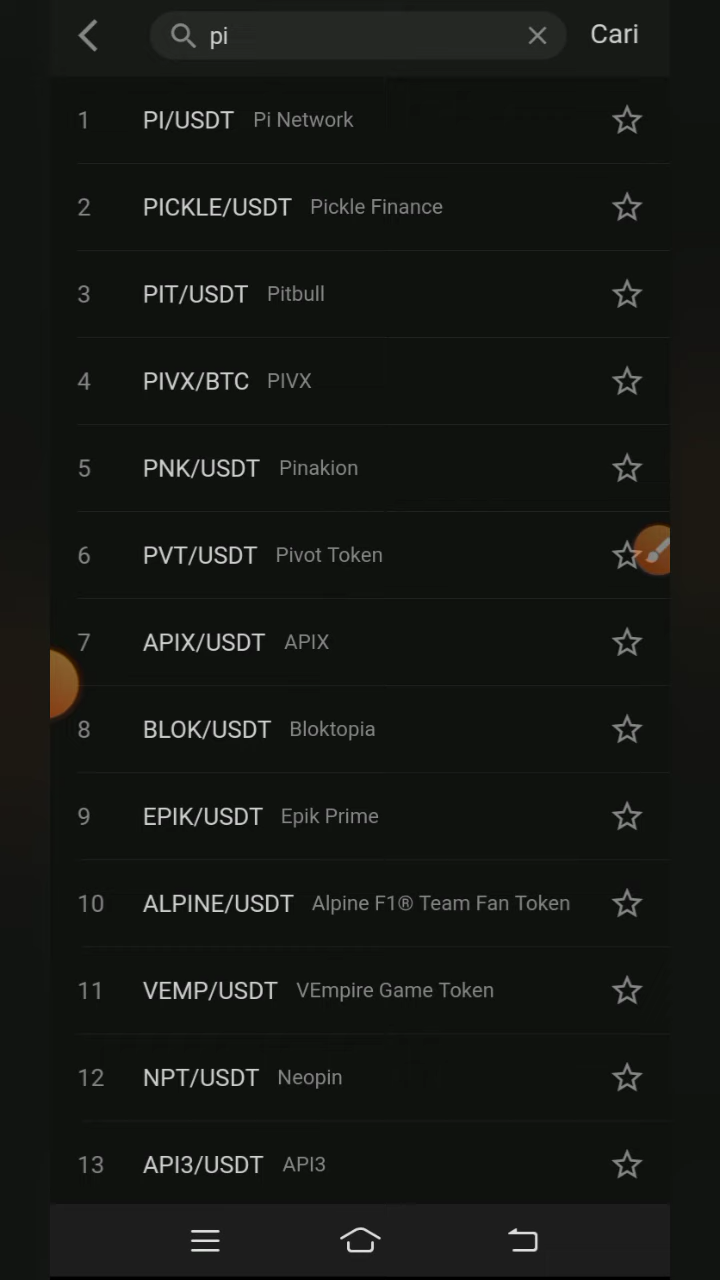 pi Cari
1 PI/USDT Pi Network
2 PICKLE/USDT Pickle Finance
3 PIT/USDT Pitbull
4 PIVX/BTC PIVX
5 PNK/USDT Pinakion
6 PVT/USDT Pivot Token
7 APIX/USDT APIX
8 BLOK/USDT Bloktopia
9 EPIK/USDT Epik Prime
10 ALPINE/USDT Alpine F1® Team Fan Token
11 VEMP/USDT VEmpire Game Token
12 NPT/USDT Neopin
13 API3/USDT API3